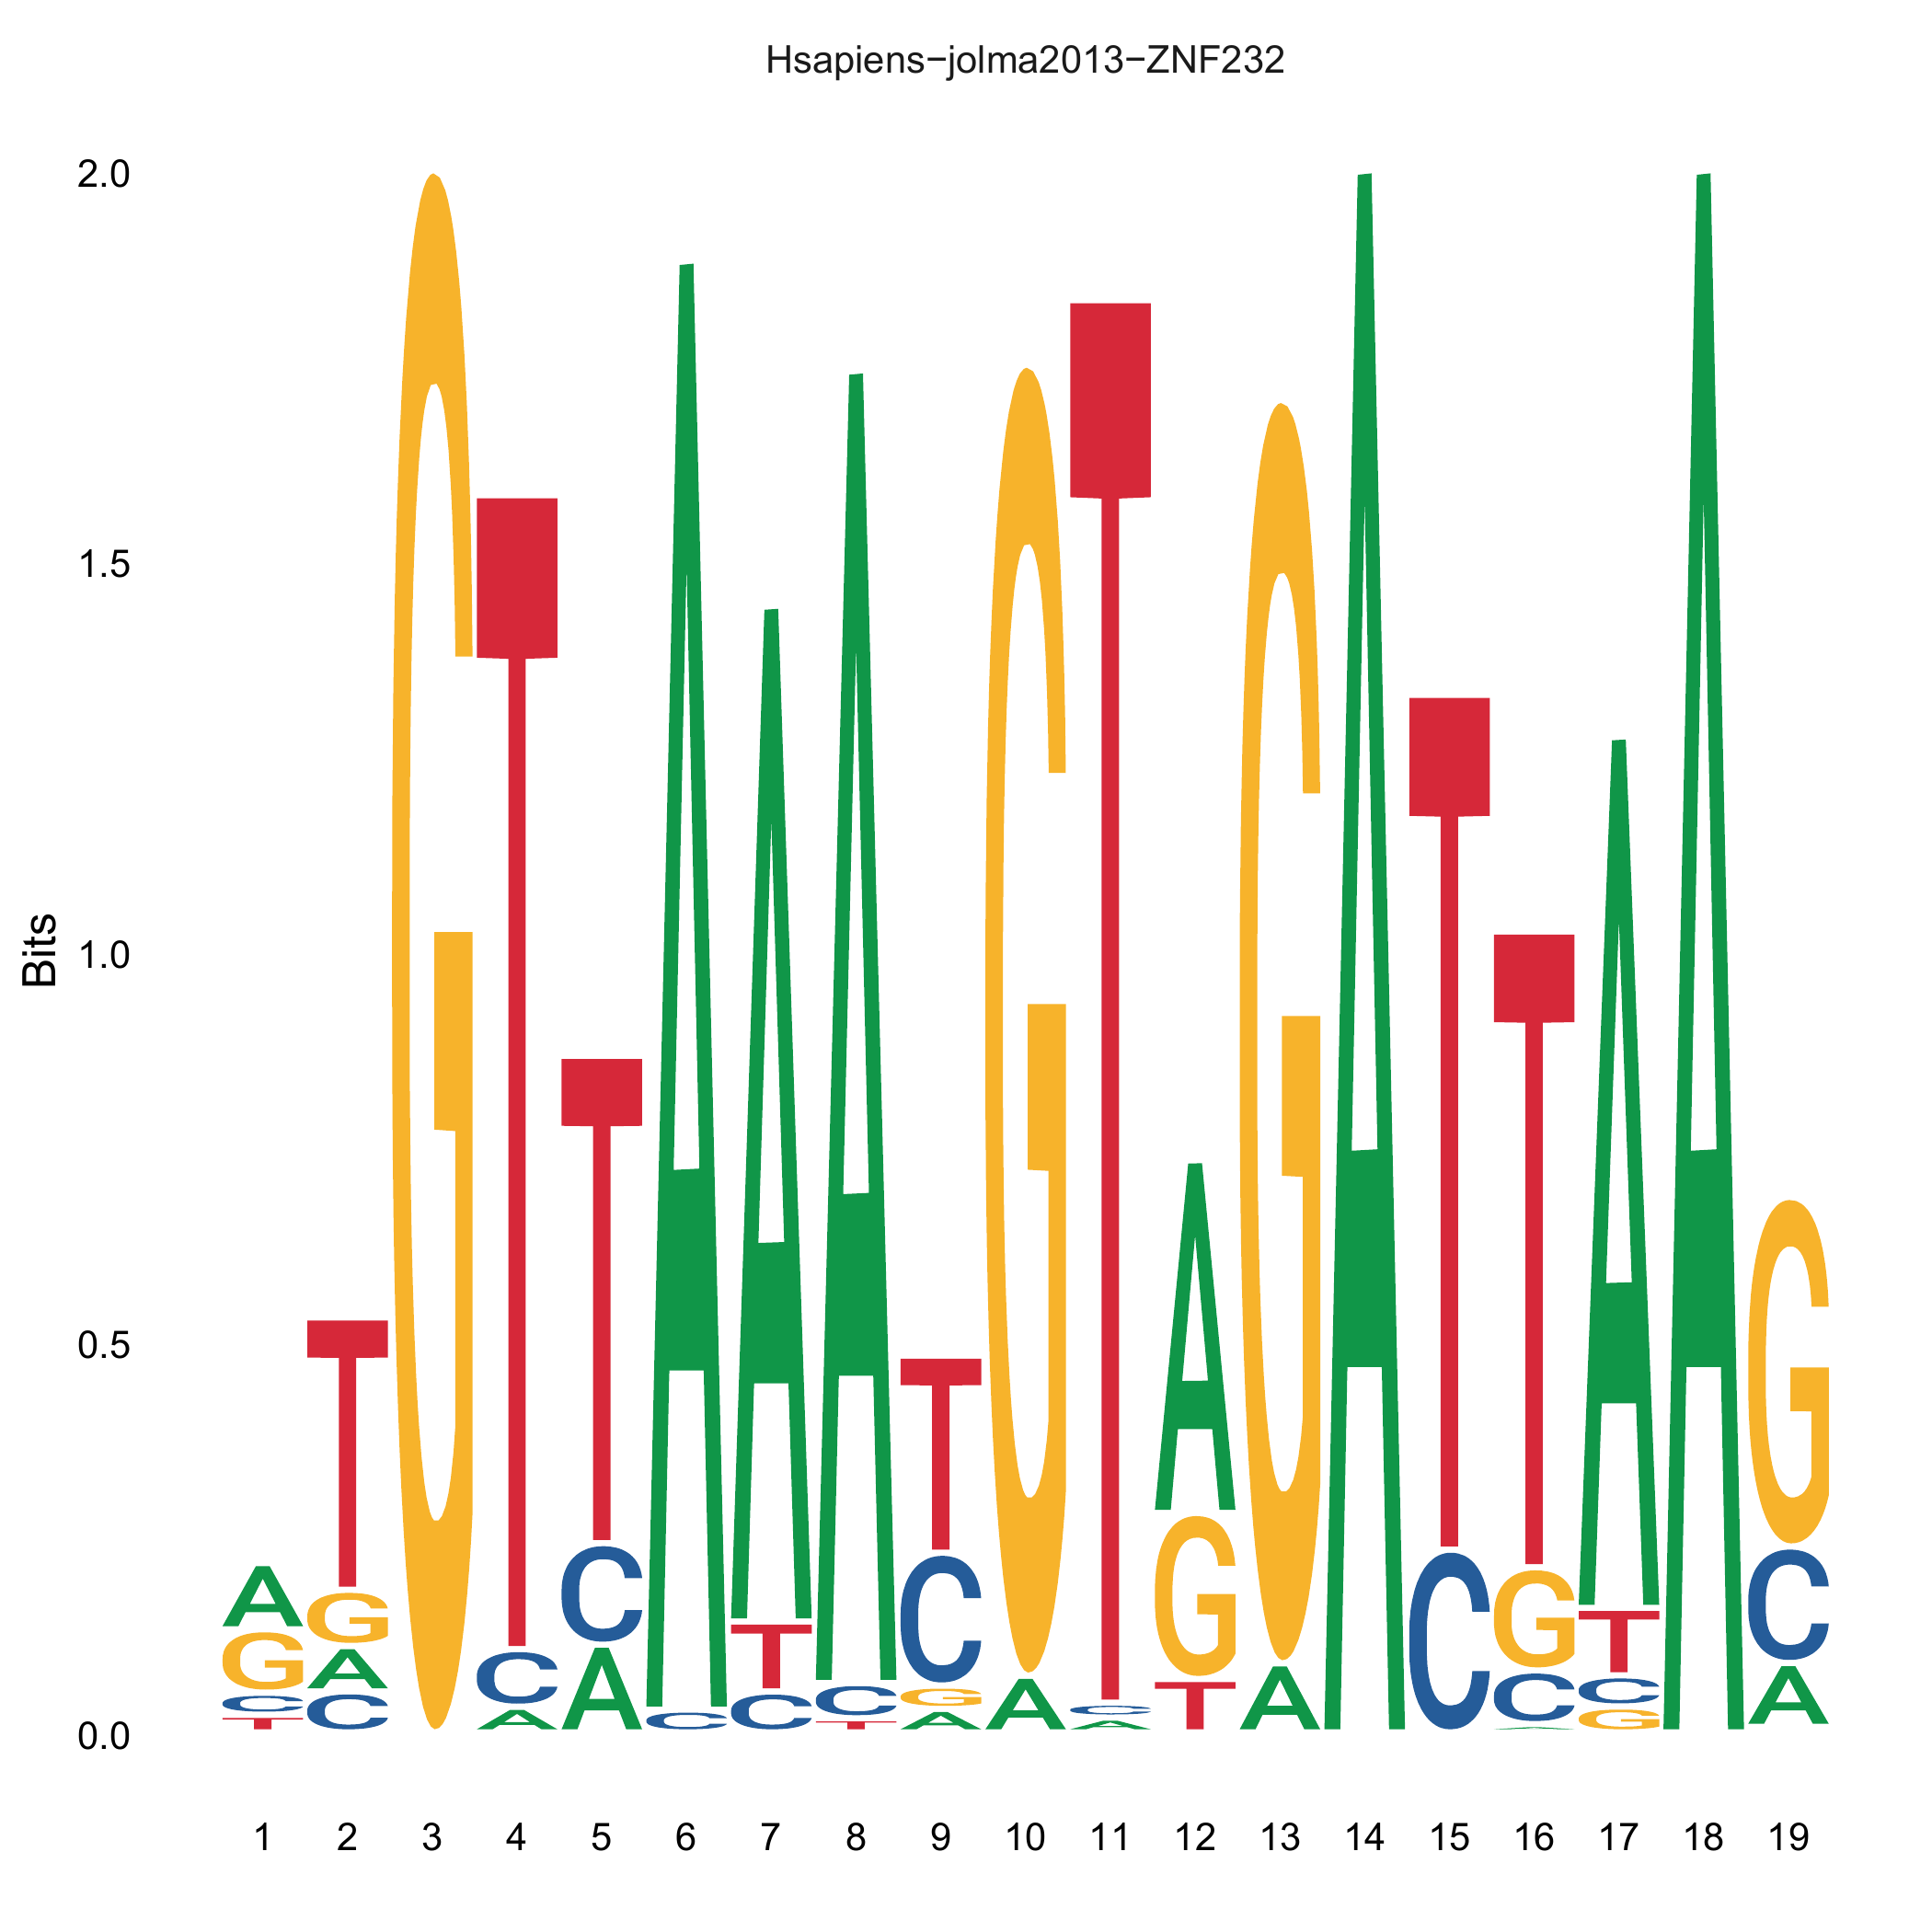 Hsapiens−jolma2013−ZNF232
2.0
1.5
1.0
0.5
0.0
Bits
A T G T T A A A T G T A G A T T A A G
G G C C T C C A G C G T C
C A A A C C T G A C T C C A
T C T A A G
1 2 3 4 5 6 7 8 9 10 11 12 13 14 15 16 17 18 19